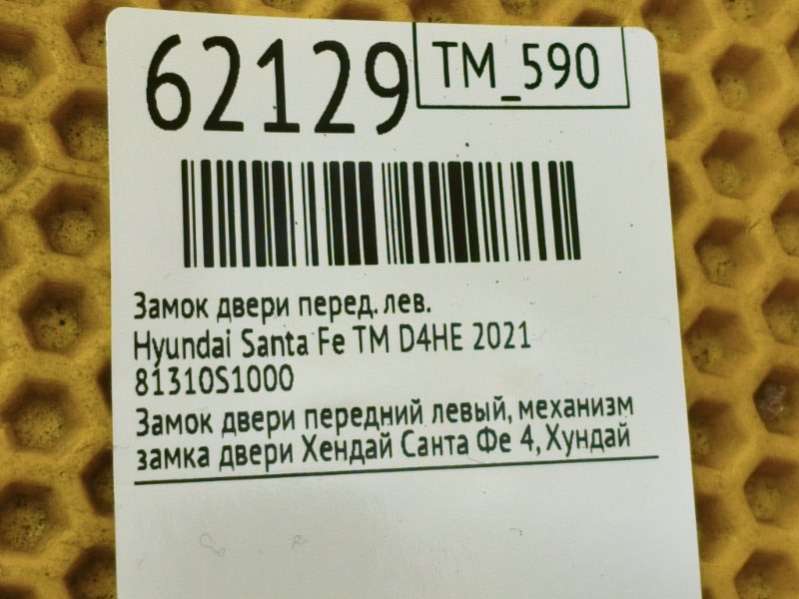 62129
TM_590
Замок двери перед. лев.
Hyundai Santa Fe TM D4HE 2021
81310S1000
Замок двери передний левый, механизм
замка двери Хендай Санта Фе 4, Хундай